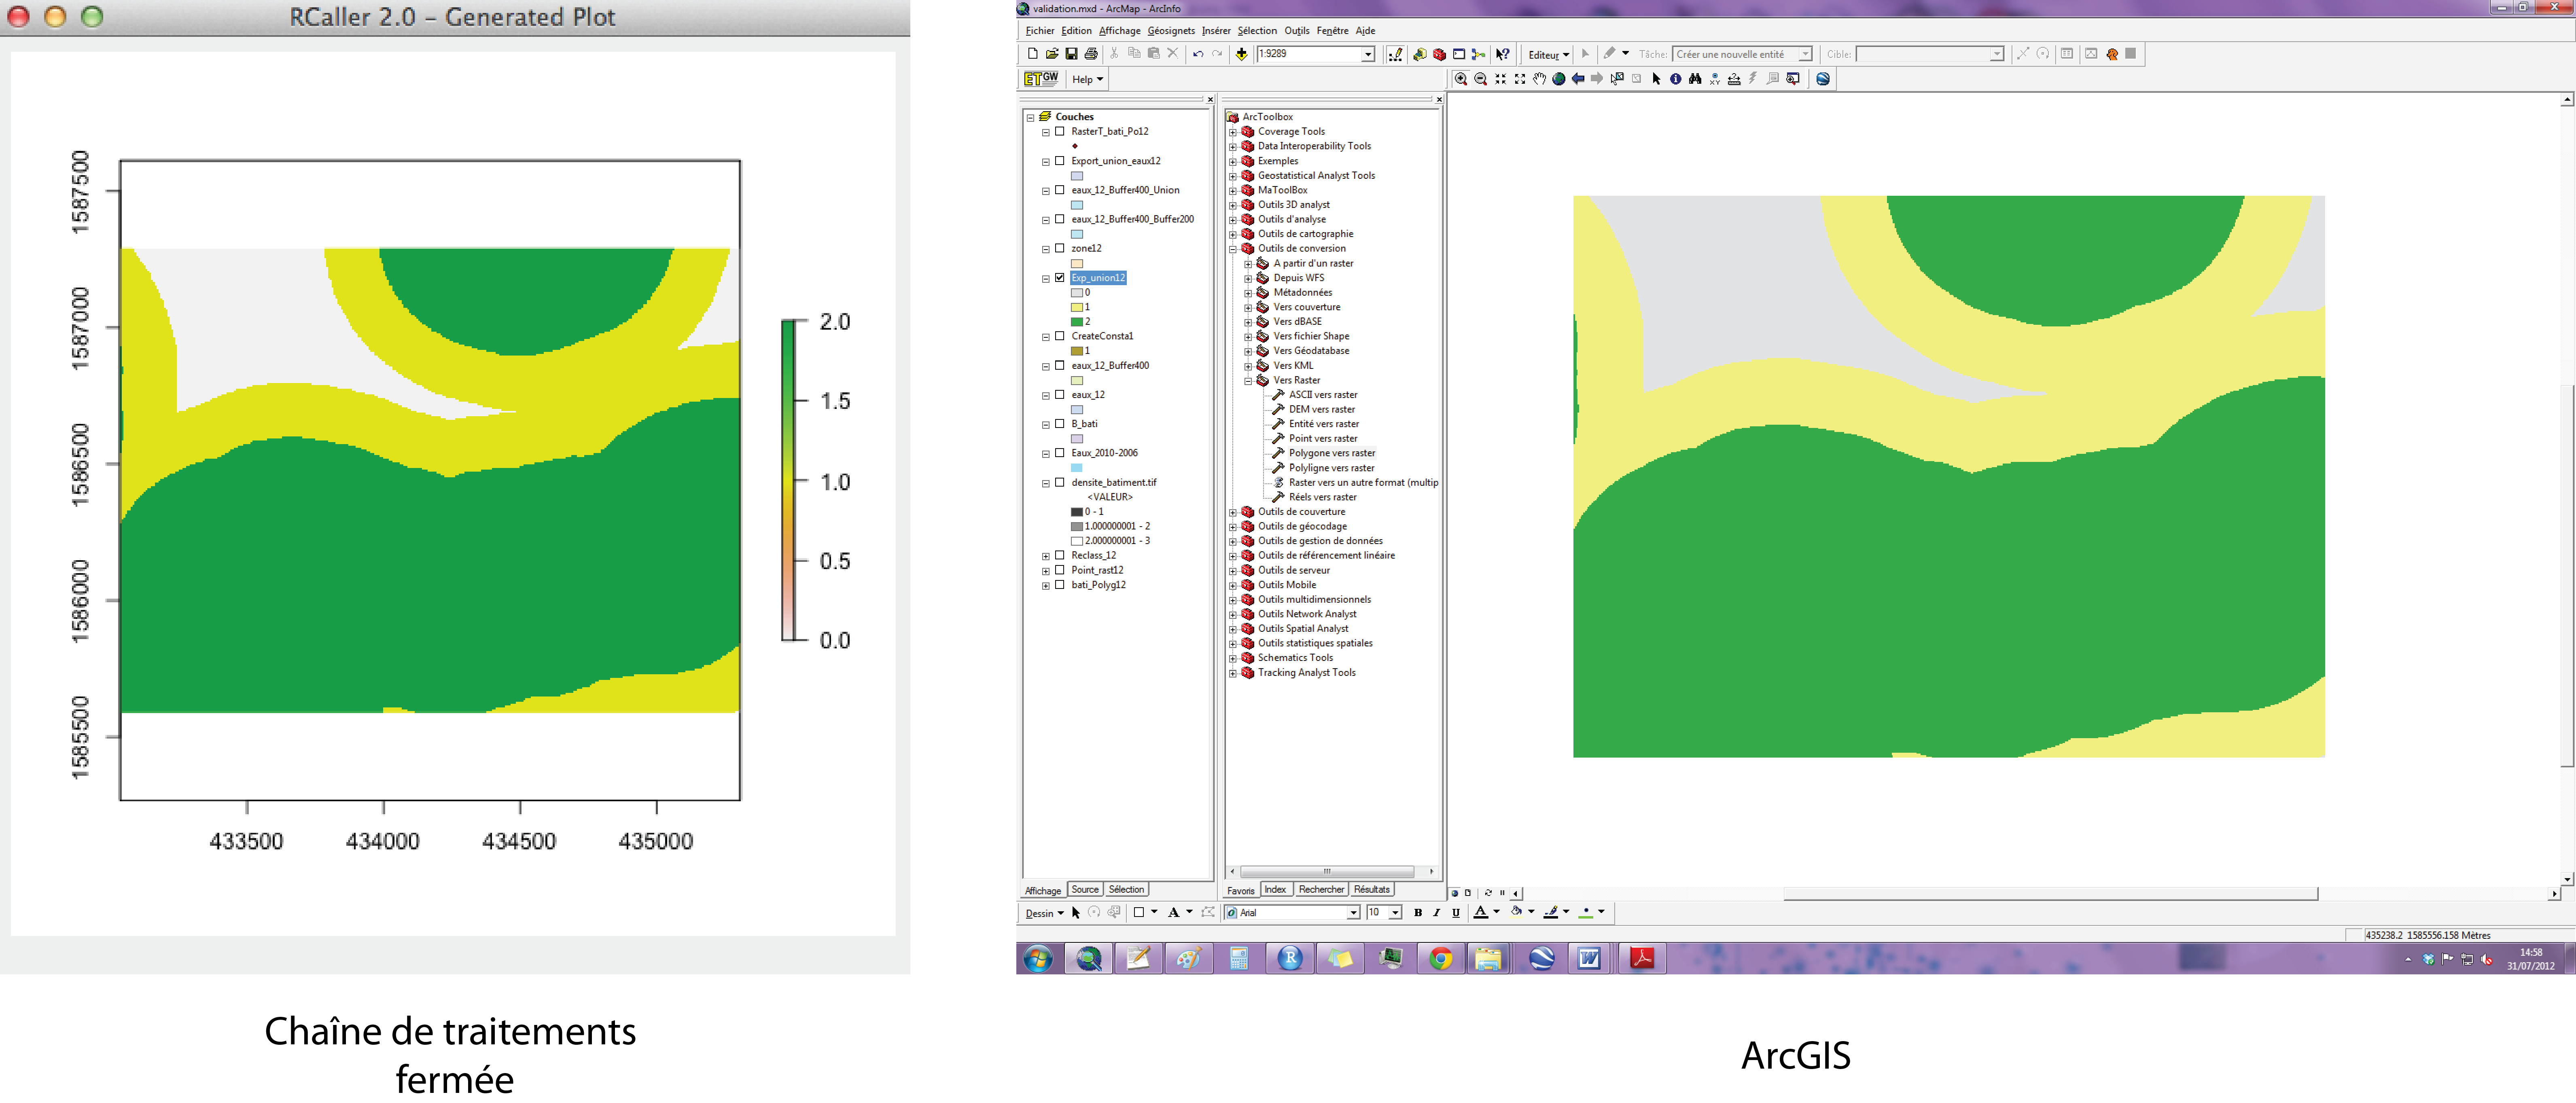 RCaller 2.0 – Generated Plot
1587500
1587000
1586500
1586000
1585500
433500 434000 434500 435000
2.0
1.5
1.0
0.5
0.0
Chaîne de traitements
fermée
validation.mxd - ArcMap - ArcInfo
Fichier Edition Affichage Géosignets Insérer Sélection Outils Fenêtre Aide
1:9289 Editeur Tâche: Créer une nouvelle entité Cible:
ET GW Help
Couches
RasterT_bati_Po12
Export_union_eaux12
eaux_12_Buffer400_Union
eaux_12_Buffer400_Buffer200
zone12
Exp_union12
0
1
2
CreateConsta1
1
eaux_12_Buffer400
eaux_12
B_bati
Eaux_2010-2006
densite_batiment.tif
<VALEUR>
0 - 1
1.000000001 - 2
2.000000001 - 3
Reclass_12
Point_rast12
bati_Polyg12
Affichage Source Sélection
ArcToolbox
Coverage Tools
Data Interoperability Tools
Exemples
Geostatistical Analyst Tools
MaToolBox
Outils 3D analyst
Outils d'analyse
Outils de cartographie
Outils de conversion
A partir d'un raster
Depuis WFS
Métadonnées
Vers couverture
Vers dBASE
Vers fichier Shape
Vers Géodatabase
Vers KML
Vers Raster
ASCII vers raster
DEM vers raster
Entité vers raster
Point vers raster
Polygone vers raster
Polyligne vers raster
Raster vers un autre format (multip
Réels vers raster
Outils de couverture
Outils de géocodage
Outils de gestion de données
Outils de référencement linéaire
Outils de serveur
Outils Mobile
Outils multidimensionnels
Outils Network Analyst
Outils Spatial Analyst
Outils statistiques spatiales
Schematics Tools
Tracking Analyst Tools
Favoris Index Rechercher Résultats
Dessin A Arial 10 B I U A
435238.2 1585556.158 Mètres
14:58
31/07/2012
ArcGIS